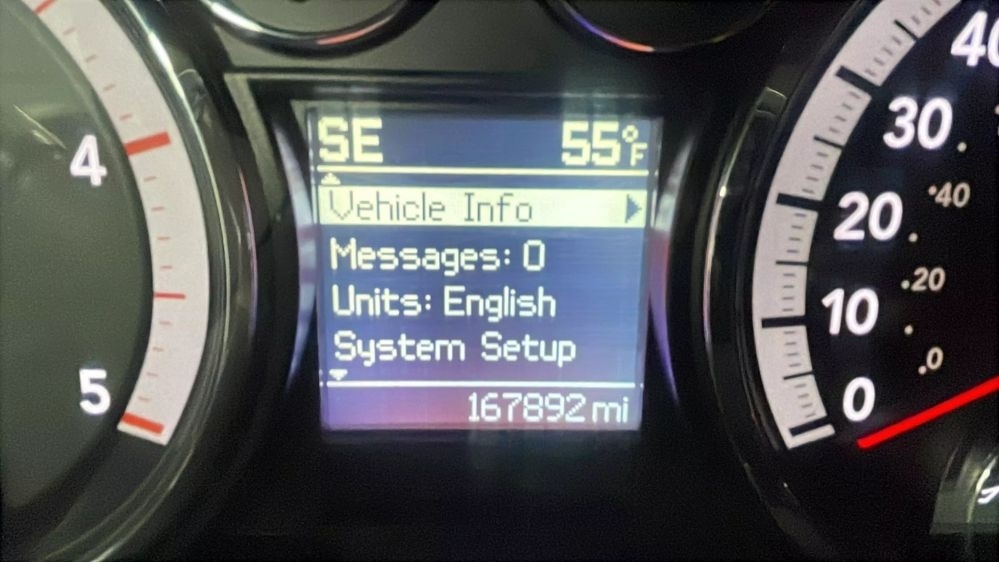 SE 55°F
Vehicle Info
Messages: 0
Units: English
System Setup
167892 mi
4
5
40
30
20
10
0
40
20
0